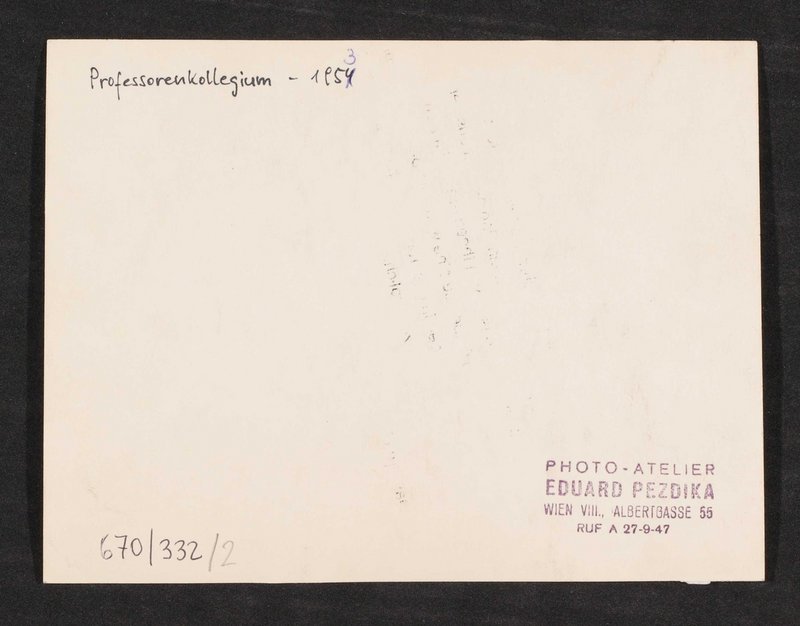 Professorenkollegium - 1954
3
PHOTO-ATELIER
EDUARD PEZDIKA
WIEN VIII., ALBERTGASSE 55
RUF A 27-9-47
670/332/2